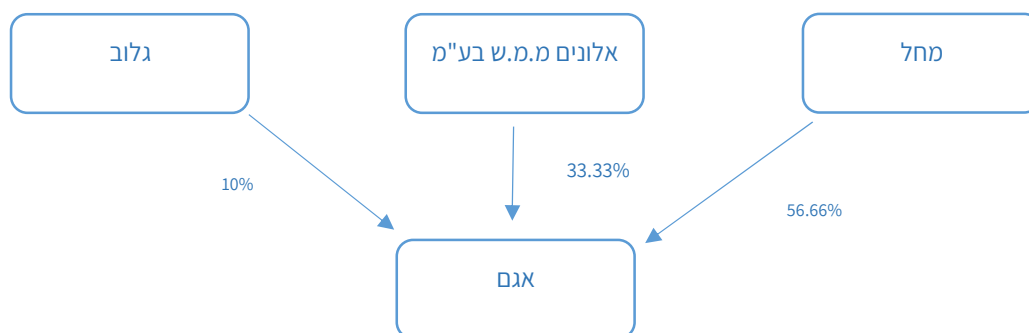 מחל
אלונים מ.מ.ש בע"מ
גלוב
56.66%
33.33%
10%
אגם